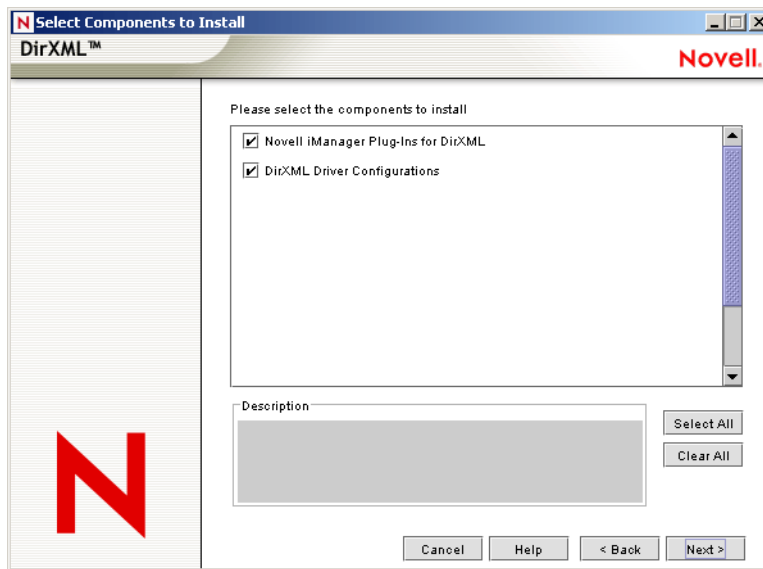 N Select Components to Install
DirXML™
Novell.
Please select the components to install
Novell iManager Plug-Ins for DirXML
DirXML Driver Configurations
Description
Select All
Clear All
N
Cancel Help < Back Next >